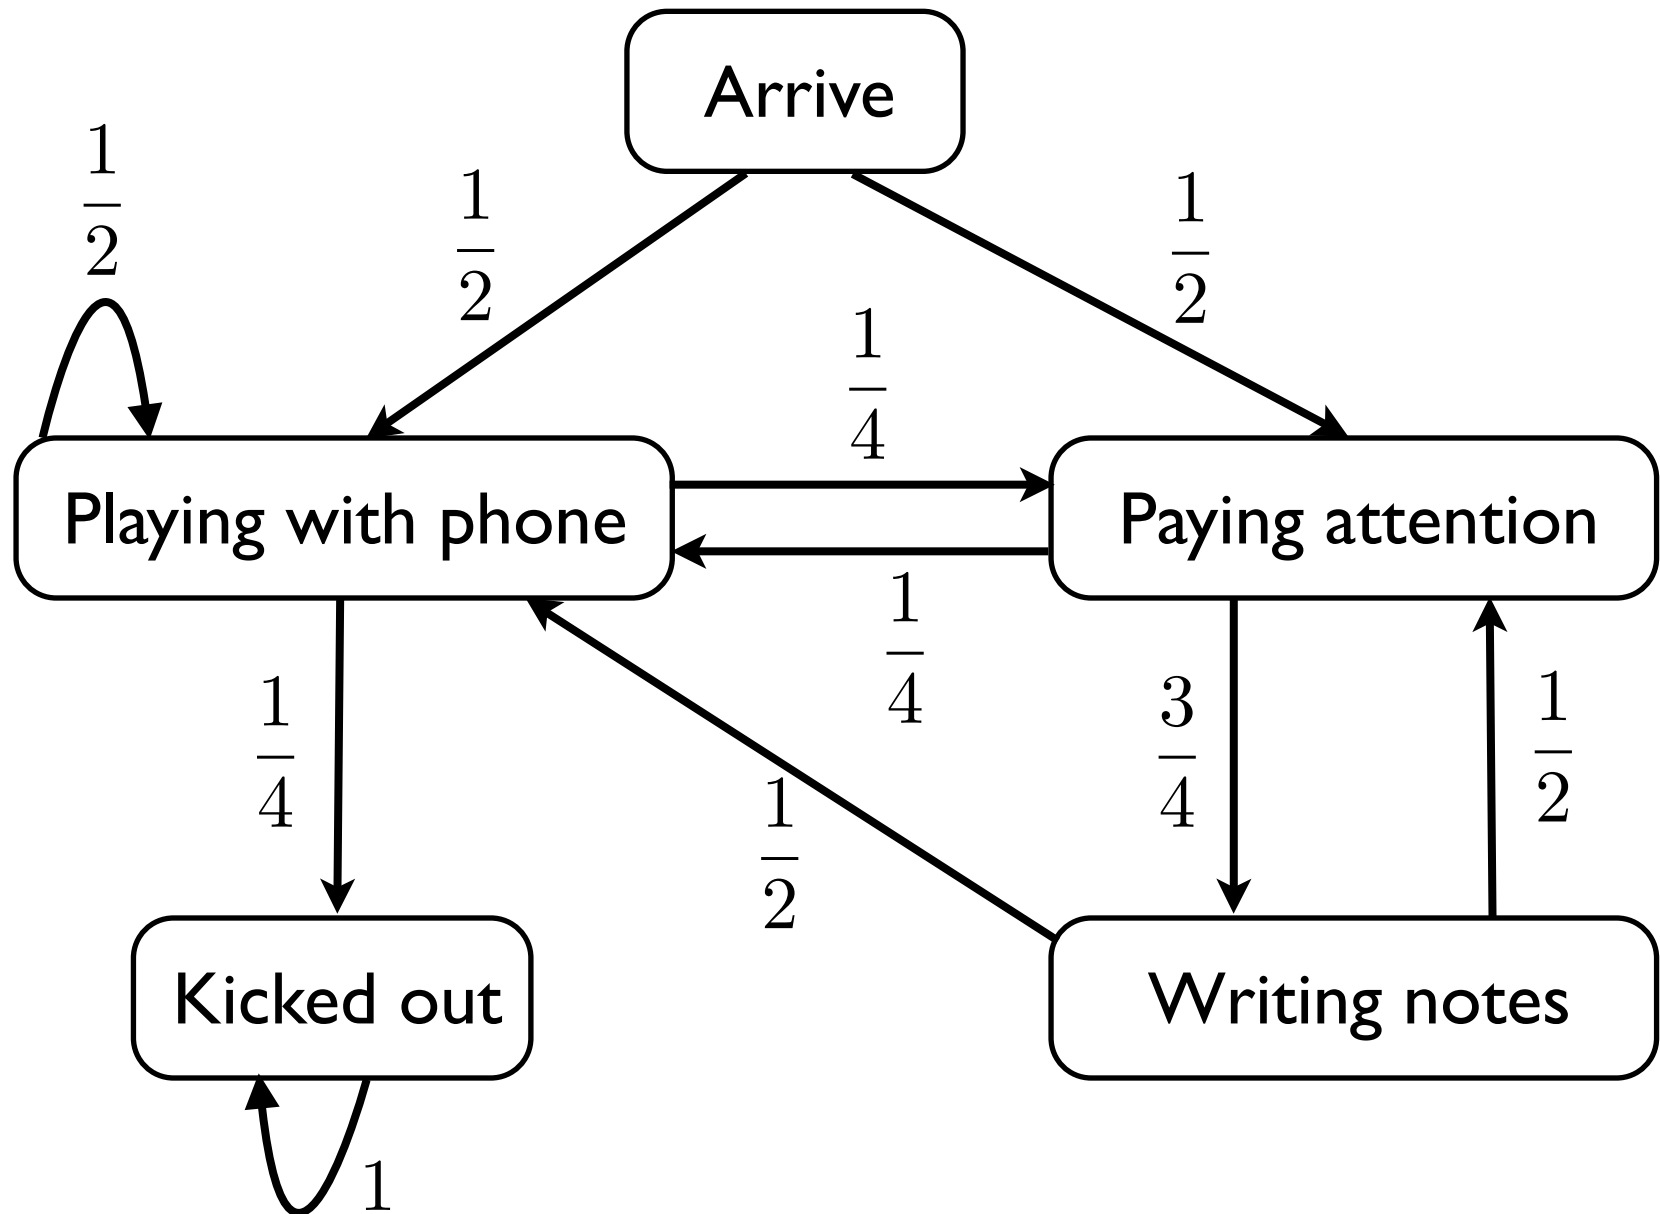 Arrive
1/2
1/2
1/2
1/4
Playing with phone
Paying attention
1/4
1/4
1/2
3/4
1/2
Kicked out
Writing notes
1